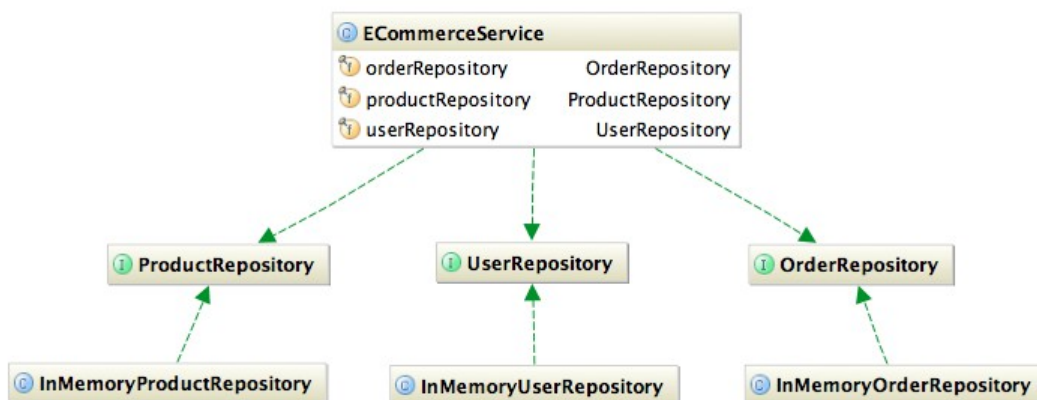 C ECommerceService
f orderRepository OrderRepository
f productRepository ProductRepository
f userRepository UserRepository
I ProductRepository
I UserRepository
I OrderRepository
C InMemoryProductRepository
C InMemoryUserRepository
C InMemoryOrderRepository